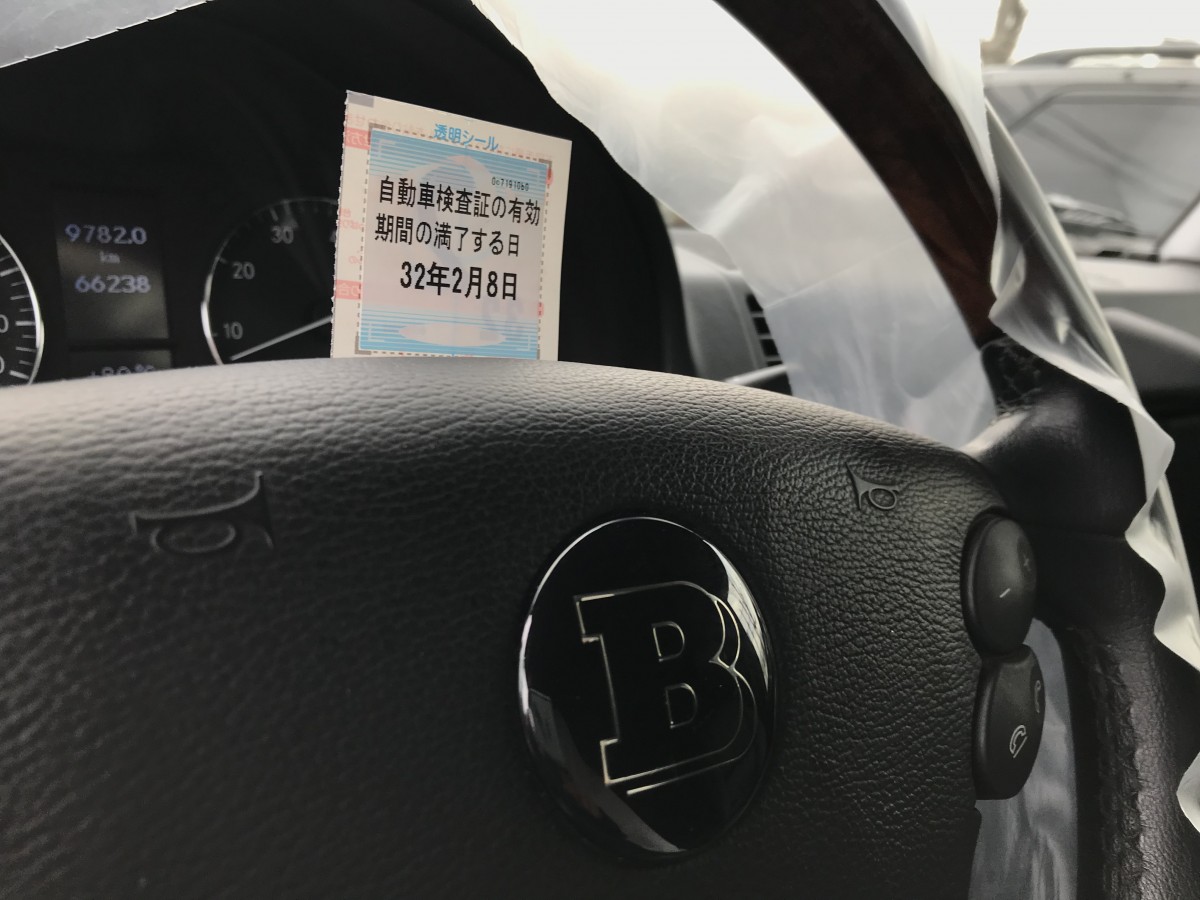 透明シール
自動車検査証の有効
期間の満了する日
32年2月8日
9782.0
km
66238
30
20
10
B